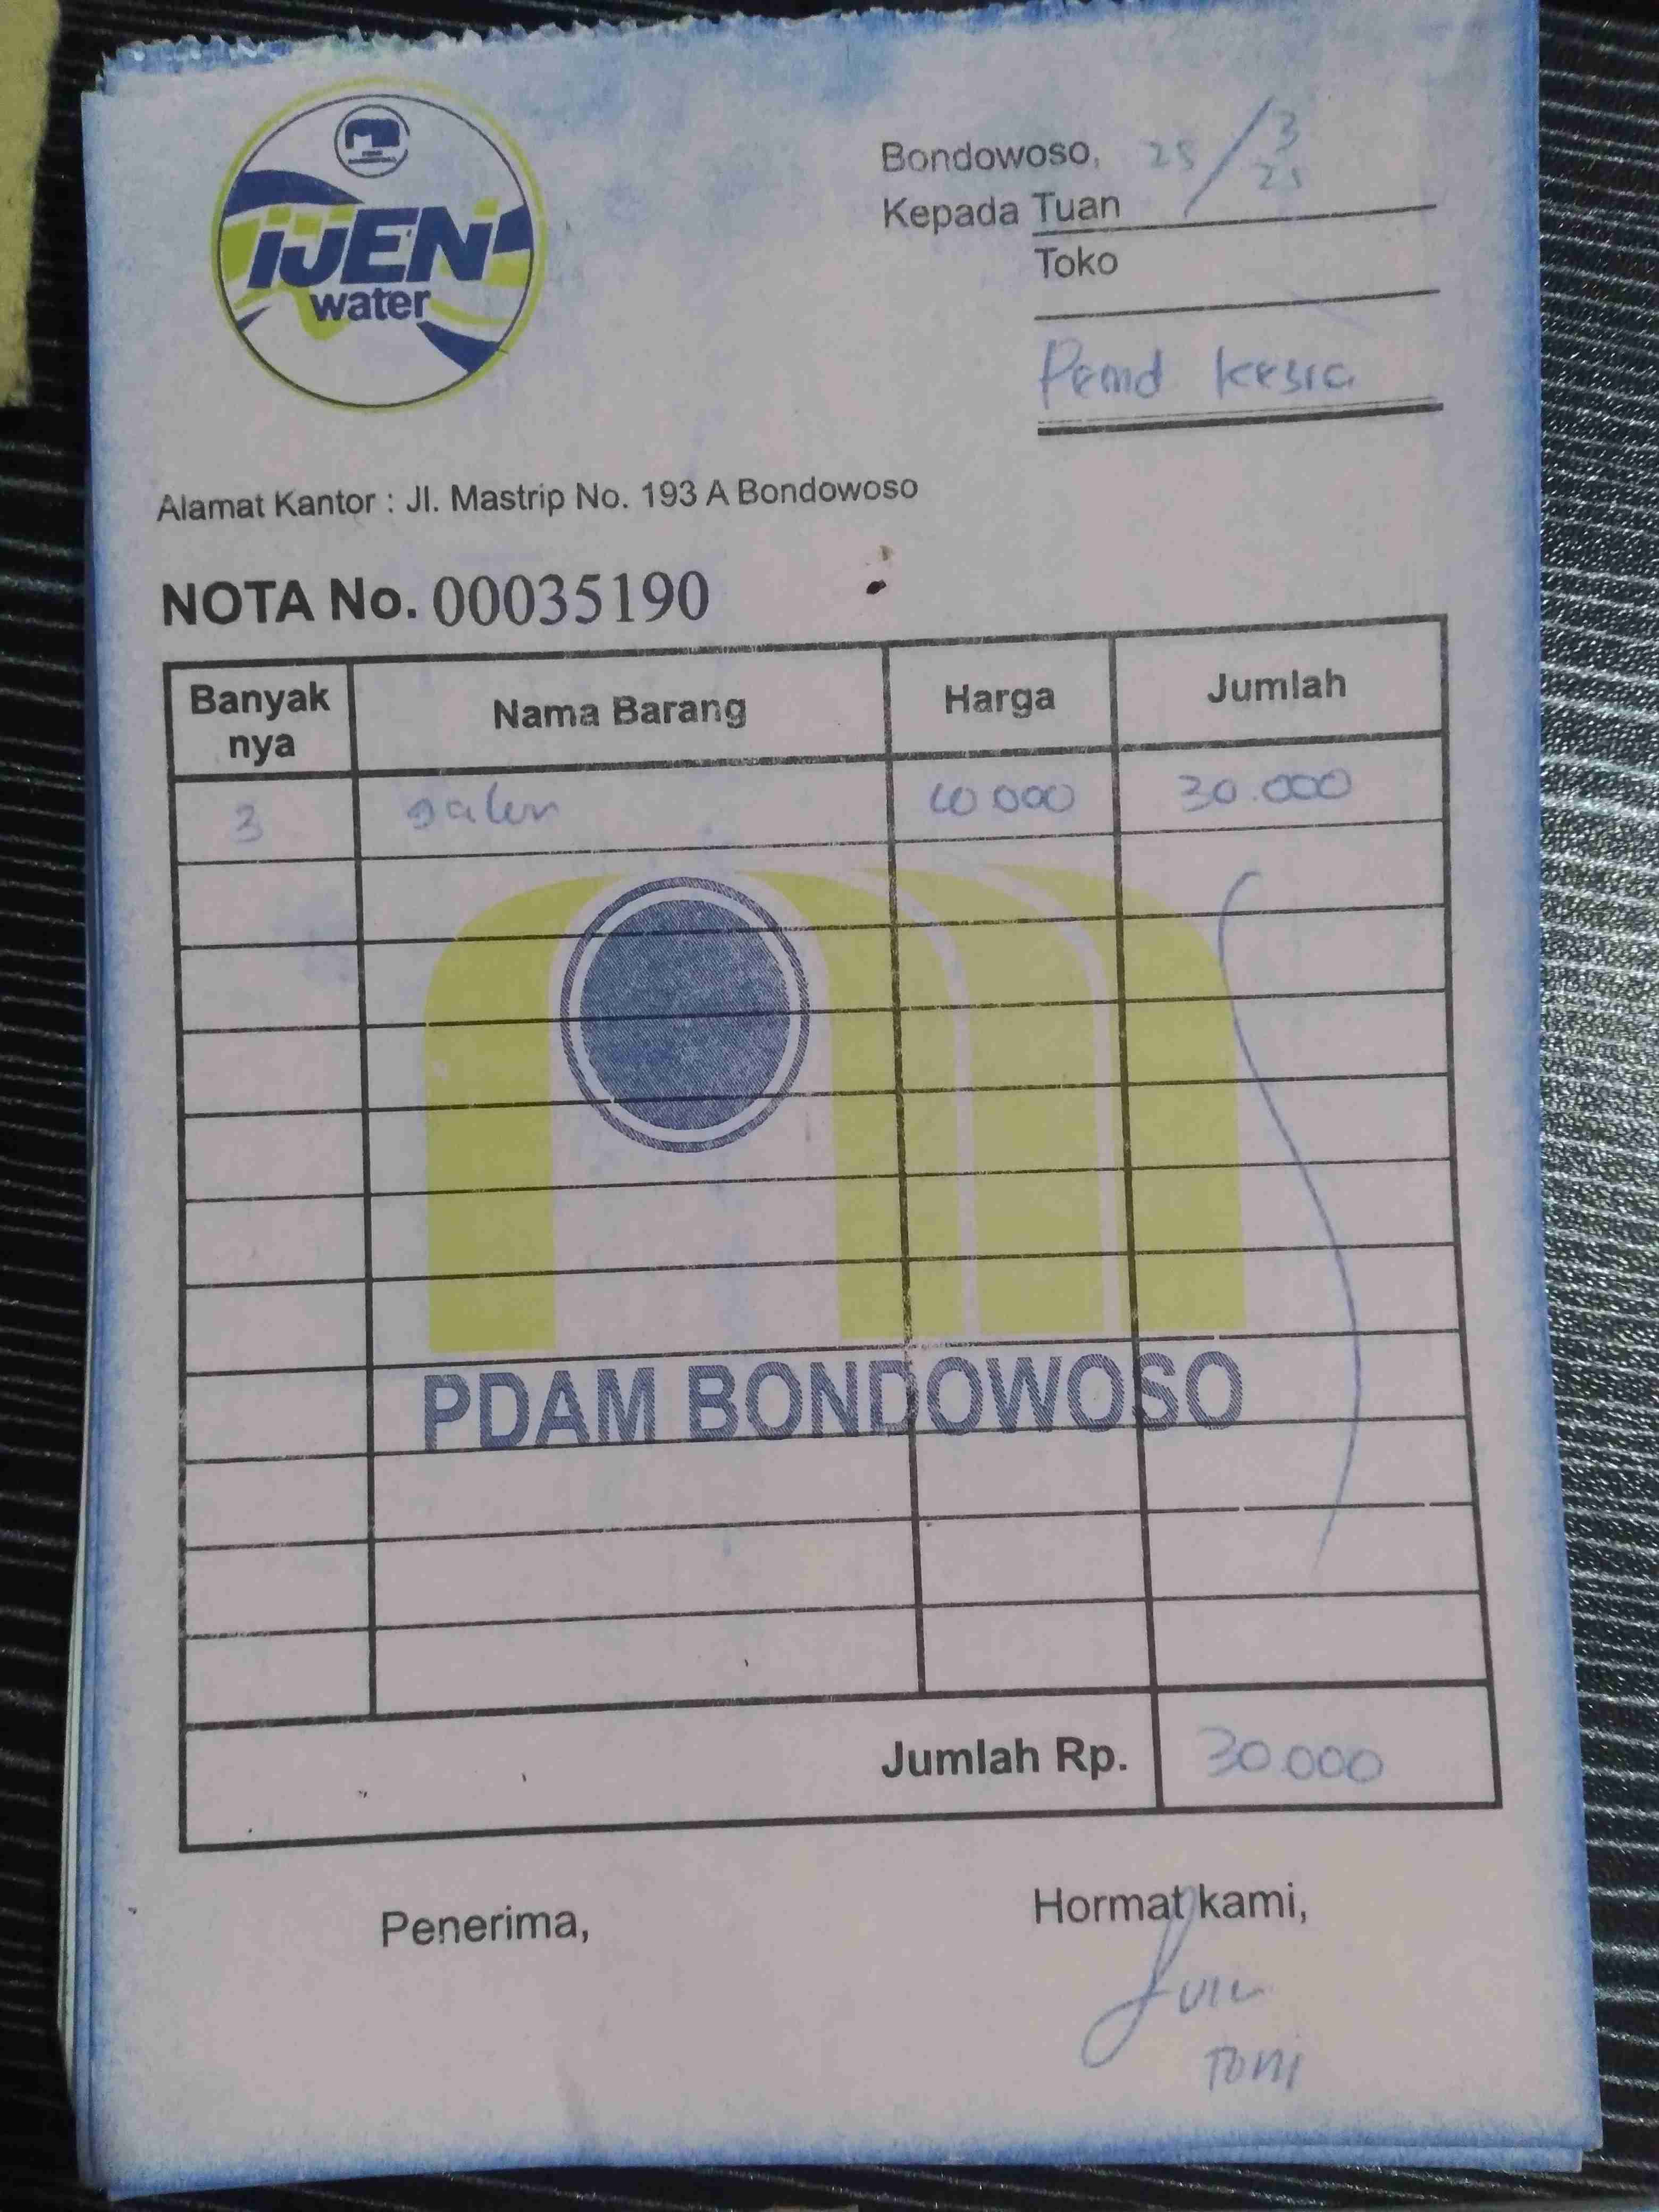 iJEN
water
Bondowoso, 25/3 21
Kepada Tuan
Toko
Pemd kesra
Alamat Kantor : Jl. Mastrip No. 193 A Bondowoso
NOTA No. 00035190
Banyak nya Nama Barang Harga Jumlah
3 galon 10.000 30.000
PDAM BONDOWOSO
Jumlah Rp. 30.000
Penerima, Hormat kami,
Toni